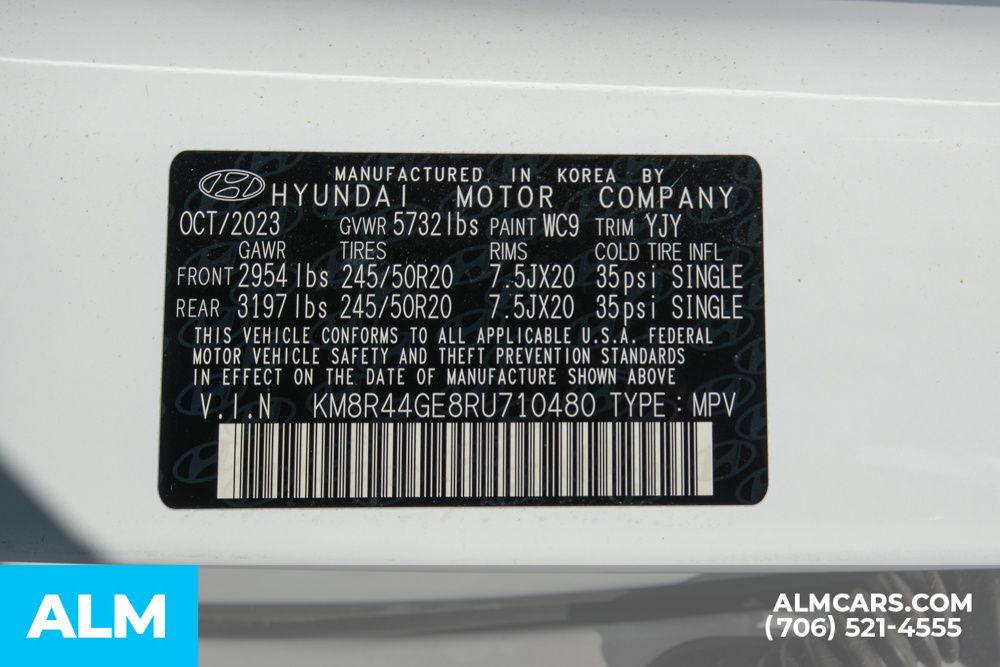 MANUFACTURED IN KOREA BY
HYUNDAI MOTOR COMPANY
OCT/2023 GVWR 5732lbs PAINT WC9 TRIM YJY
GAWR TIRES RIMS COLD TIRE INFL
FRONT 2954lbs 245/50R20 7.5JX20 35psi SINGLE
REAR 3197lbs 245/50R20 7.5JX20 35psi SINGLE
THIS VEHICLE CONFORMS TO ALL APPLICABLE U.S.A. FEDERAL
MOTOR VEHICLE SAFETY AND THEFT PREVENTION STANDARDS
IN EFFECT ON THE DATE OF MANUFACTURE SHOWN ABOVE
V.I.N KM8R44GE8RU710480 TYPE : MPV
ALM
ALMCARS.COM
(706) 521-4555